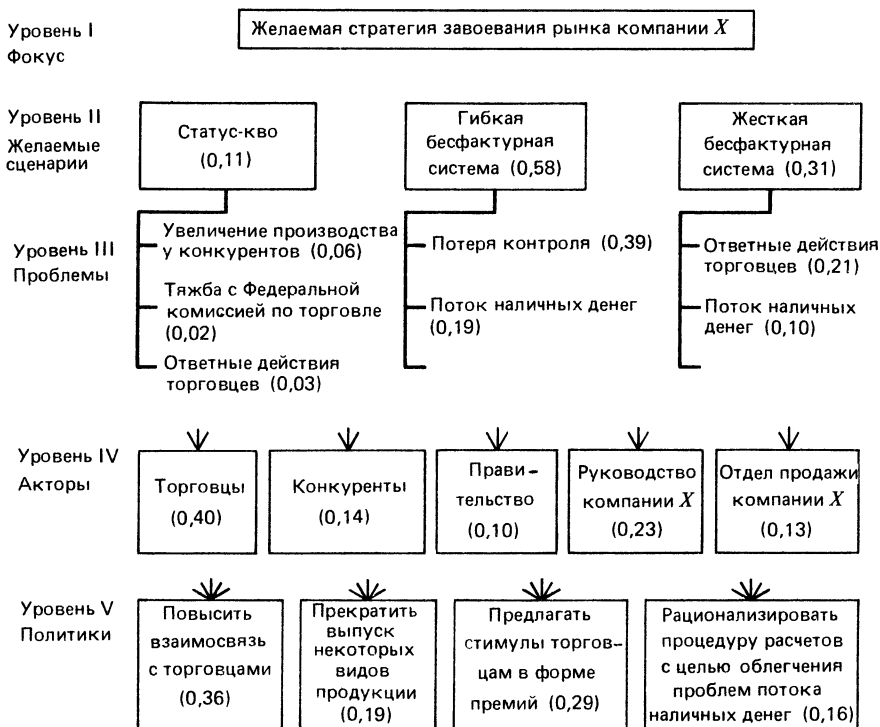 Уровень I
Фокус
Желаемая стратегия завоевания рынка компании X
Уровень II
Желаемые
сценарии
Статус-кво
(0,11)
Гибкая
бесфактурная
система (0,58)
Жесткая
бесфактурная
система (0,31)
Уровень III
Проблемы
Увеличение производства
у конкурентов (0,06)
Тяжба с Федеральной
комиссией по торговле
(0,02)
Ответные действия
торговцев (0,03)
Потеря контроля (0,39)
Поток наличных денег
(0,19)
Ответные действия
торговцев (0,21)
Поток наличных
денег (0,10)
Уровень IV
Акторы
Торговцы
(0,40)
Конкуренты
(0,14)
Прави-
тельство
(0,10)
Руководство
компании X
(0,23)
Отдел продажи
компании X
(0,13)
Уровень V
Политики
Повысить
взаимосвязь
с торговцами
(0,36)
Прекратить
выпуск
некоторых
видов
продукции
(0,19)
Предлагать
стимулы торгов-
цам в форме
премий (0,29)
Рационализировать
процедуру расчетов
с целью облегчения
проблем потока
наличных денег (0,16)